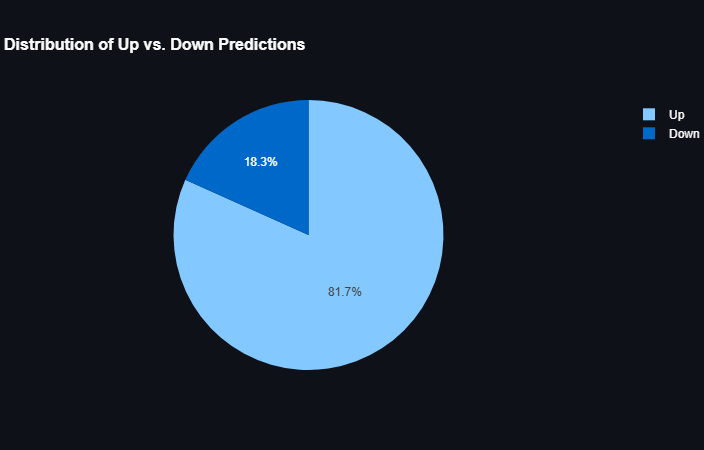 Distribution of Up vs. Down Predictions
Up
Down
18.3%
81.7%